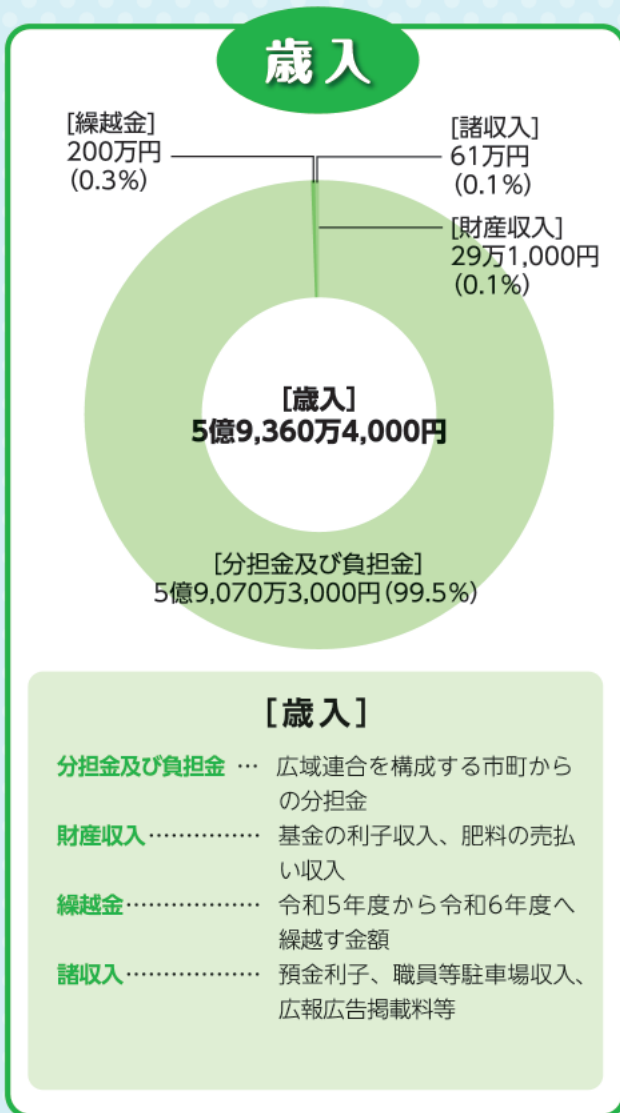 歳入
[繰越金]
200万円
(0.3%)
[諸収入]
61万円
(0.1%)
[財産収入]
29万1,000円
(0.1%)
[歳入]
5億9,360万4,000円
[分担金及び負担金]
5億9,070万3,000円(99.5%)
[歳入]
分担金及び負担金 … 広域連合を構成する市町から
の分担金
財産収入…………… 基金の利子収入、肥料の売払
い収入
繰越金……………… 令和5年度から令和6年度へ
繰越す金額
諸収入……………… 預金利子、職員等駐車場収入、
広報広告掲載料等